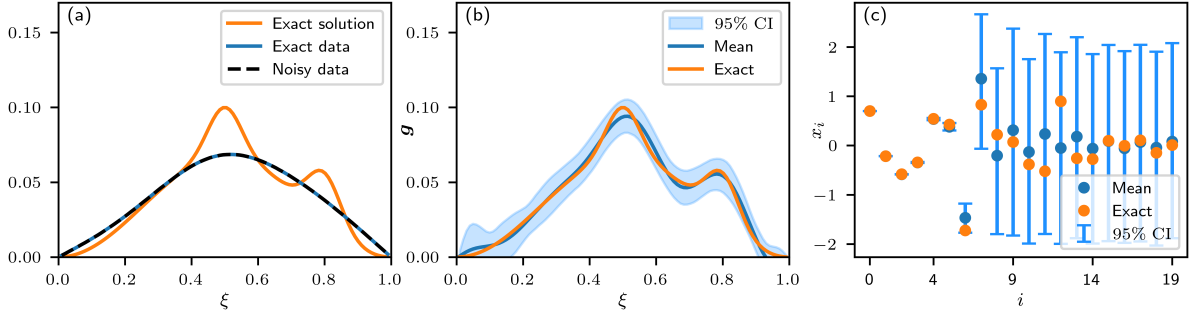 (a)
Exact solution
Exact data
Noisy data
0.15
0.10
0.05
0.00
0.0 0.2 0.4 0.6 0.8 1.0
ξ
(b)
95% CI
Mean
Exact
g
0.15
0.10
0.05
0.00
0.0 0.2 0.4 0.6 0.8 1.0
ξ
(c)
x_i
2
1
0
−1
−2
Mean
Exact
95% CI
0 4 9 14 19
i